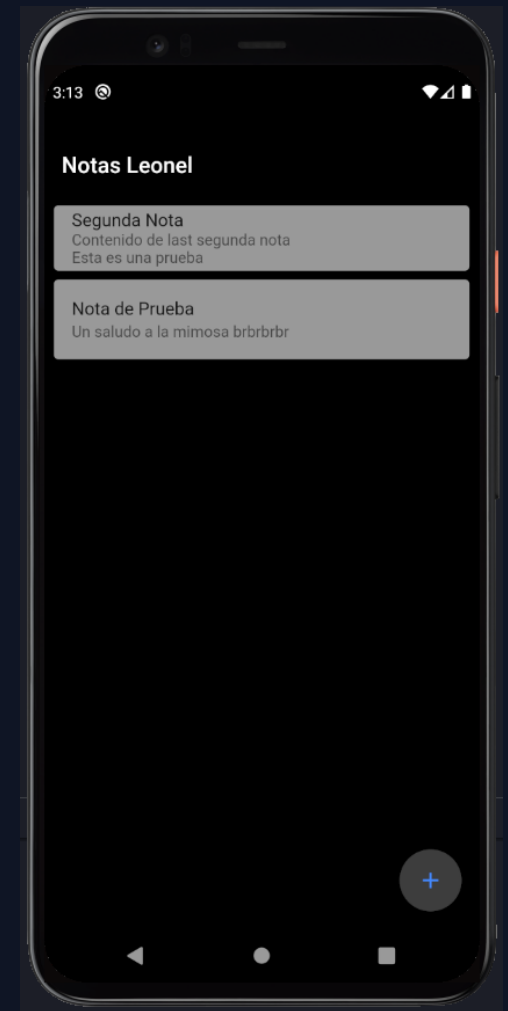 3:13
Notas Leonel
Segunda Nota
Contenido de last segunda nota
Esta es una prueba
Nota de Prueba
Un saludo a la mimosa brbrbrbr
+